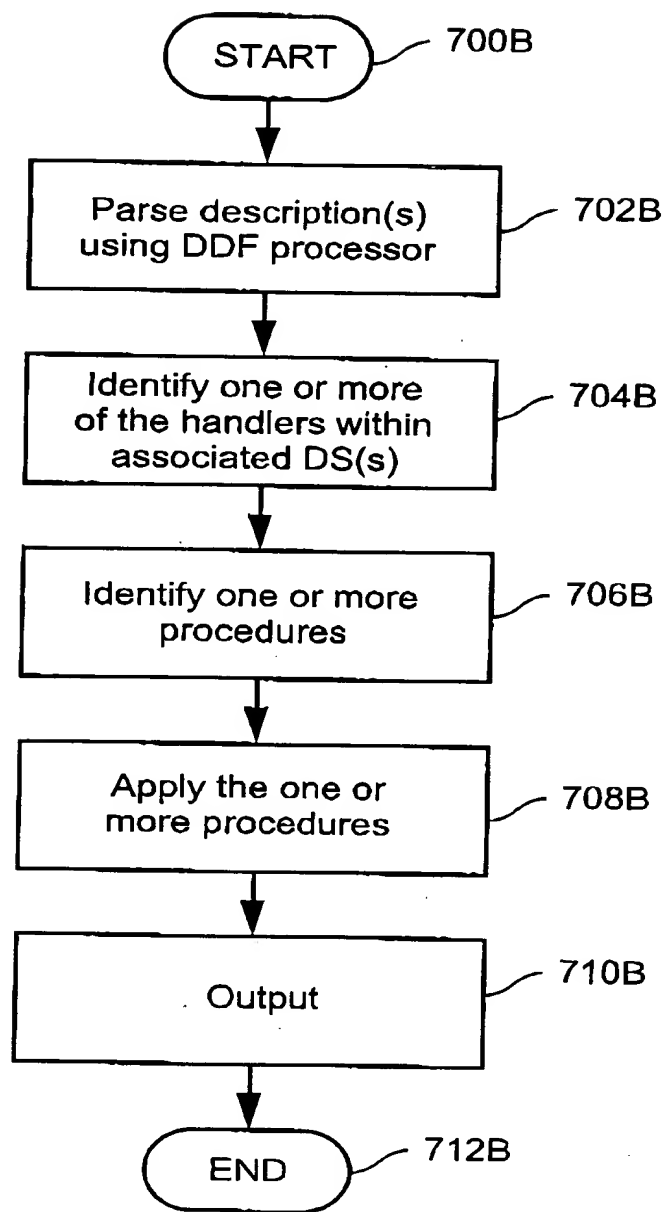 START
700B
Parse description(s)
using DDF processor
702B
Identify one or more
of the handlers within
associated DS(s)
704B
Identify one or more
procedures
706B
Apply the one or
more procedures
708B
Output
710B
END
712B